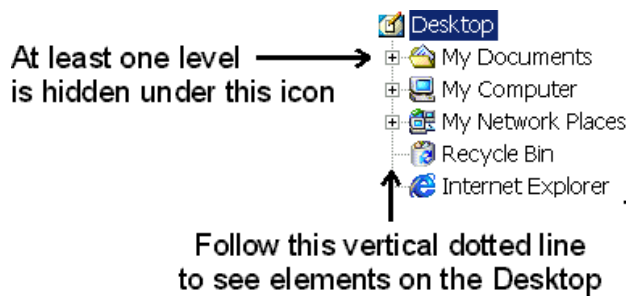 Desktop
At least one level
is hidden under this icon
My Documents
My Computer
My Network Places
Recycle Bin
Internet Explorer
Follow this vertical dotted line
to see elements on the Desktop